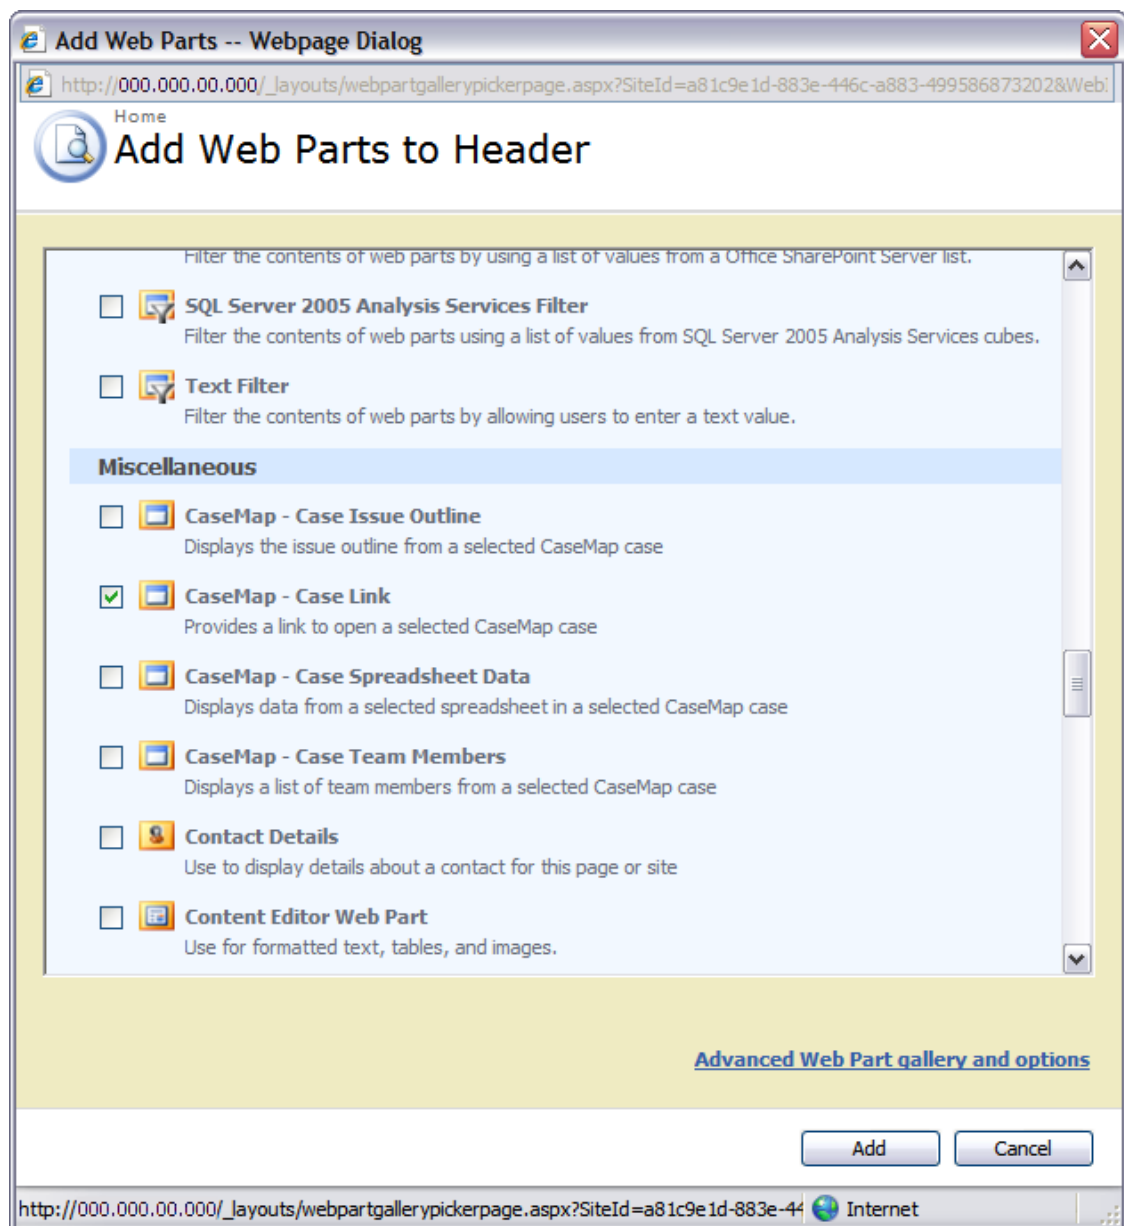 Add Web Parts -- Webpage Dialog
http://000.000.00.000/_layouts/webpartgallerypickerpage.aspx?SiteId=a81c9e1d-883e-446c-a883-499586873202&Web
Home
Add Web Parts to Header
Filter the contents of web parts by using a list of values from a Office SharePoint Server list.
SQL Server 2005 Analysis Services Filter
Filter the contents of web parts using a list of values from SQL Server 2005 Analysis Services cubes.
Text Filter
Filter the contents of web parts by allowing users to enter a text value.
Miscellaneous
CaseMap - Case Issue Outline
Displays the issue outline from a selected CaseMap case
CaseMap - Case Link
Provides a link to open a selected CaseMap case
CaseMap - Case Spreadsheet Data
Displays data from a selected spreadsheet in a selected CaseMap case
CaseMap - Case Team Members
Displays a list of team members from a selected CaseMap case
Contact Details
Use to display details about a contact for this page or site
Content Editor Web Part
Use for formatted text, tables, and images.
Advanced Web Part gallery and options
Add Cancel
http://000.000.00.000/_layouts/webpartgallerypickerpage.aspx?SiteId=a81c9e1d-883e-44 Internet